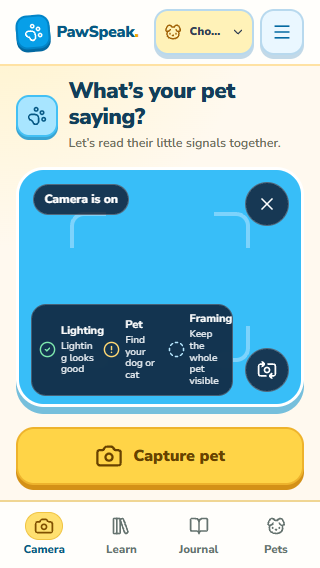 PawSpeak.
Cho...
What's your pet
saying?
Let's read their little signals together.
Camera is on
Lighting
Lightin
g looks
good
Pet
Find
your
dog or
cat
Framing
Keep
the
whole
pet
visible
Capture pet
Camera
Learn
Journal
Pets